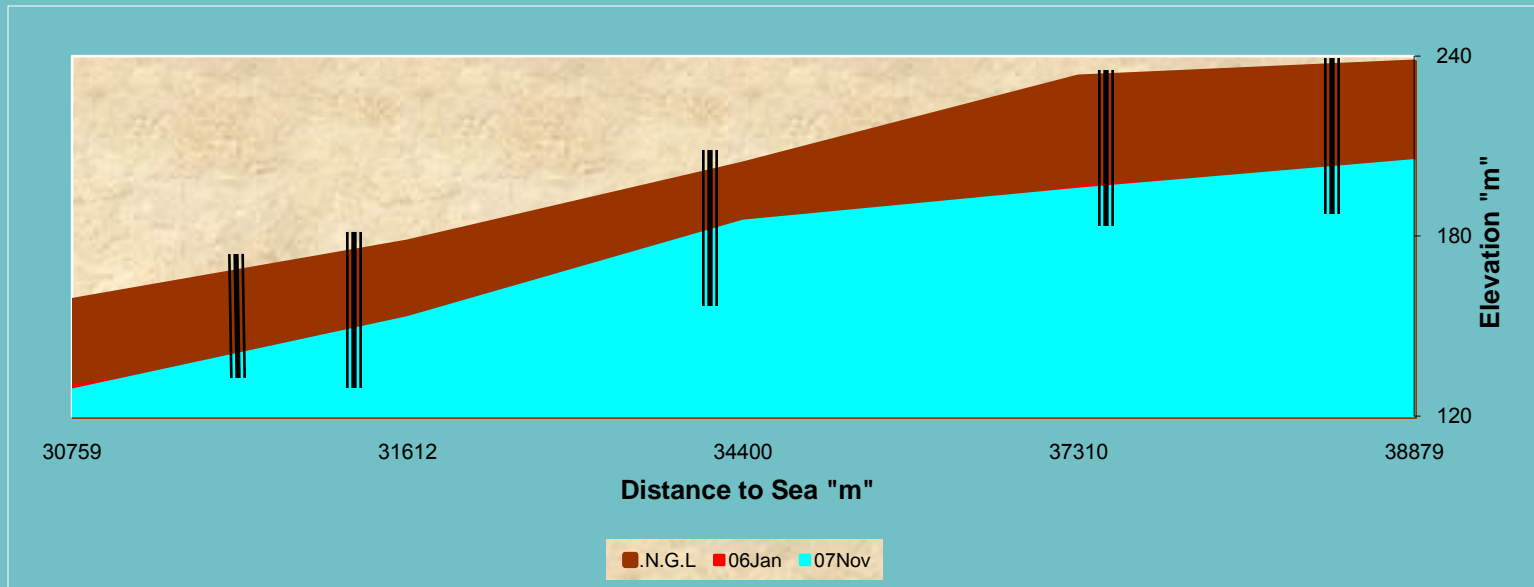 240
180
120
Elevation "m"
30759 31612 34400 37310 38879
Distance to Sea "m"
.N.G.L 06Jan 07Nov